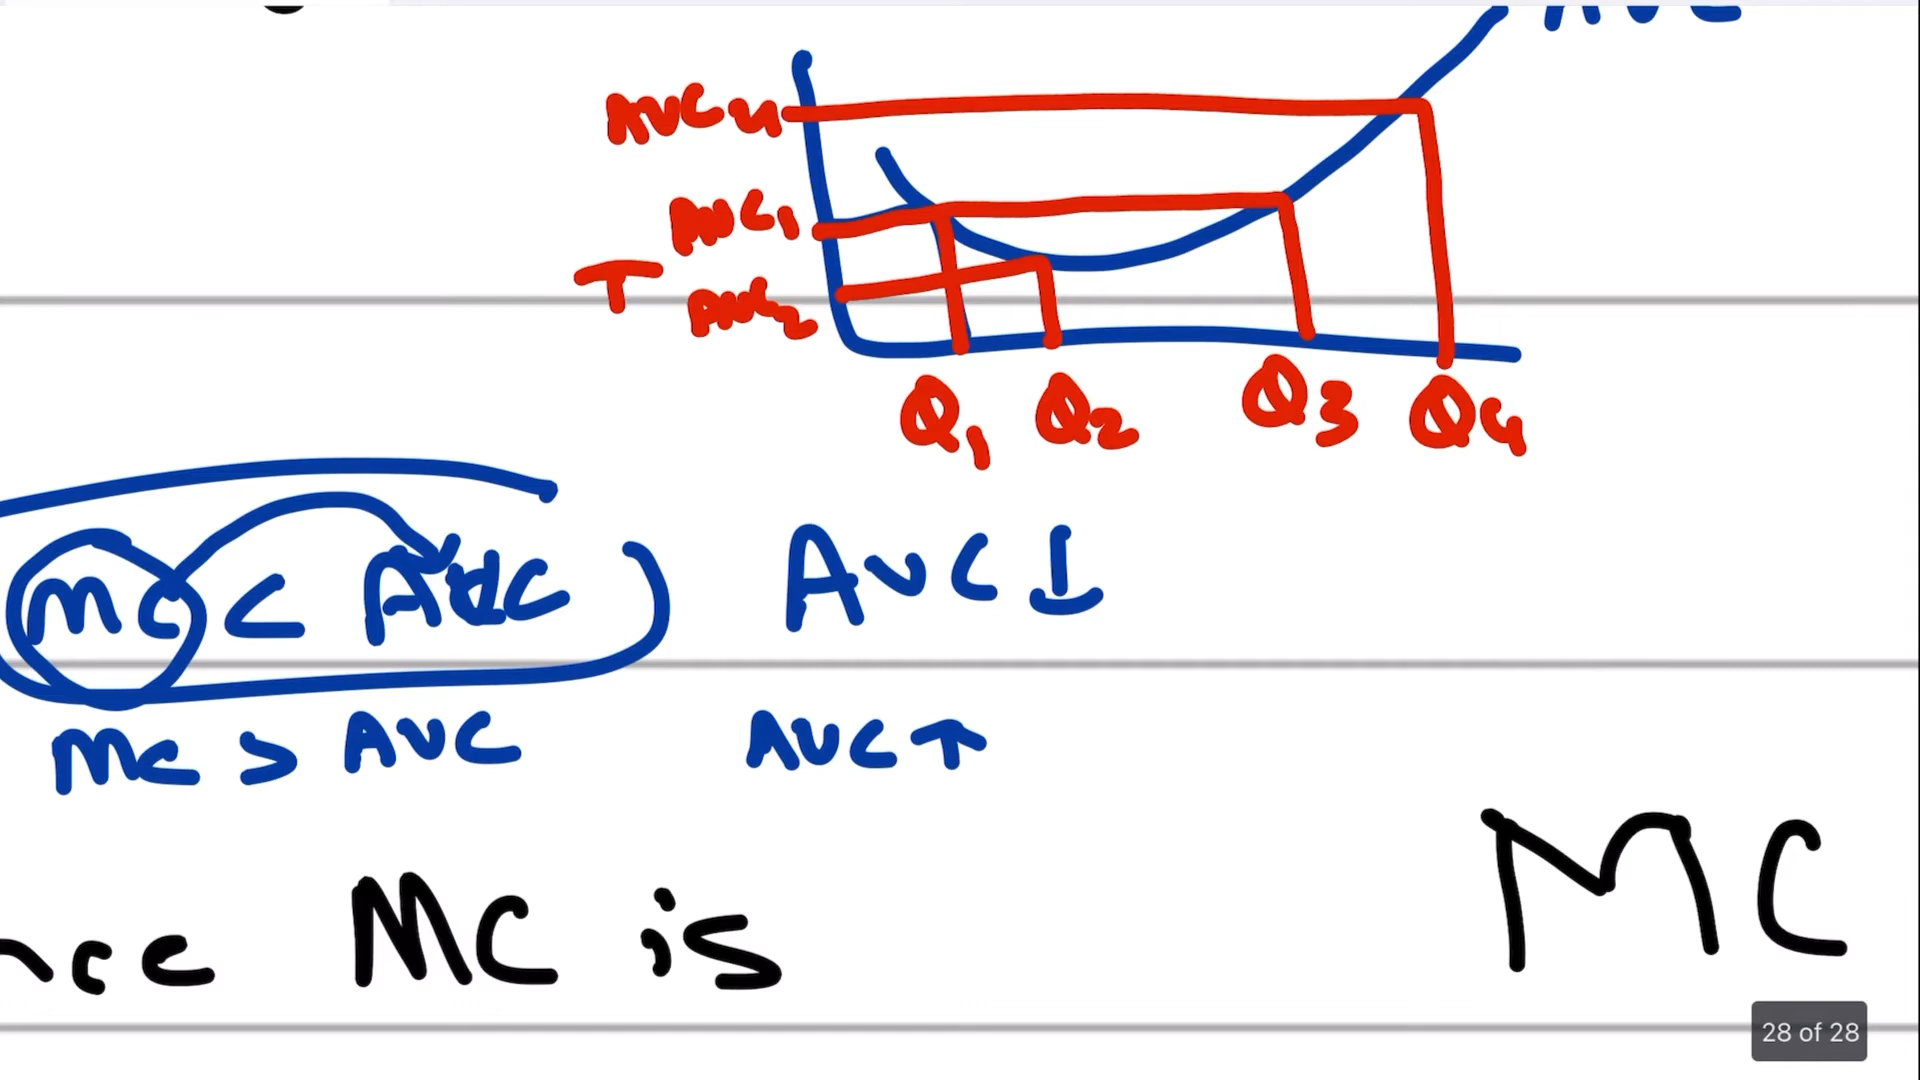 AVC
AVC4
AVC1
T AVC2
Q1 Q2 Q3 Q4
MC < AVC AVC ↓
MC > AVC AVC ↑
MC is MC
28 of 28